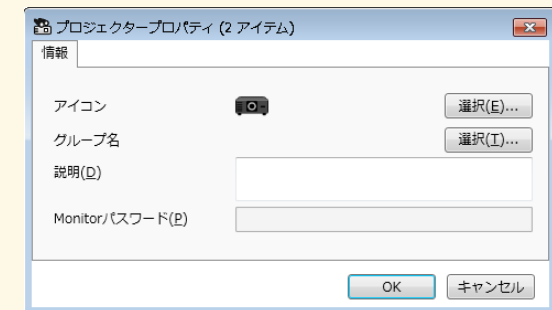 プロジェクタープロパティ (2 アイテム)
情報
アイコン
選択(E)...
グループ名
選択(T)...
説明(D)
Monitorパスワード(P)
OK
キャンセル